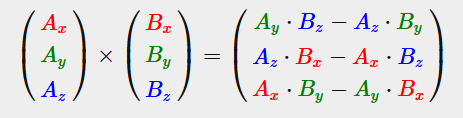 ( A_x ) ( B_x ) ( A_y · B_z − A_z · B_y )
( A_y ) × ( B_y ) = ( A_z · B_x − A_x · B_z )
( A_z ) ( B_z ) ( A_x · B_y − A_y · B_x )